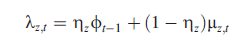 λ_{z,t} = η_z ϕ_{t−1} + (1 − η_z) μ_{z,t}